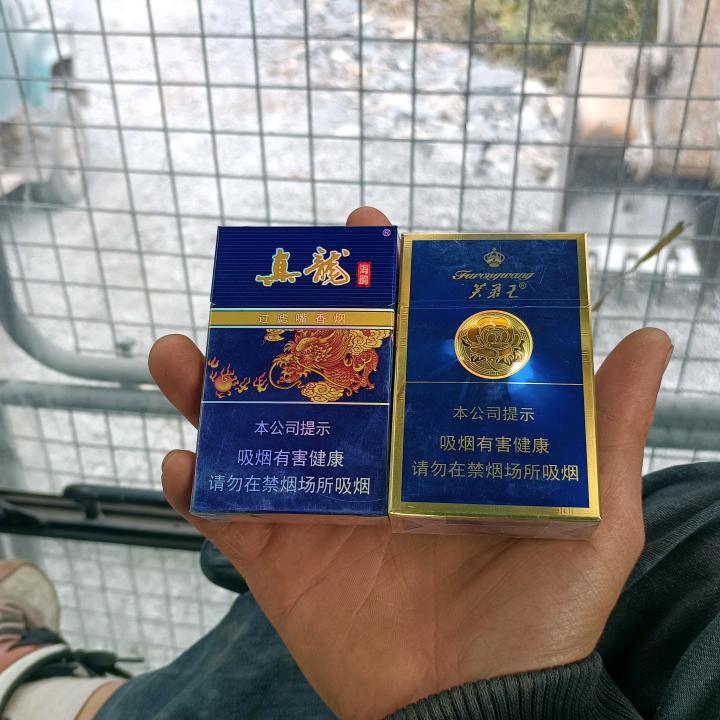 真龍®
海韵
过滤嘴香烟
本公司提示
吸烟有害健康
请勿在禁烟场所吸烟
Furongwang
芙蓉王®
本公司提示
吸烟有害健康
请勿在禁烟场所吸烟